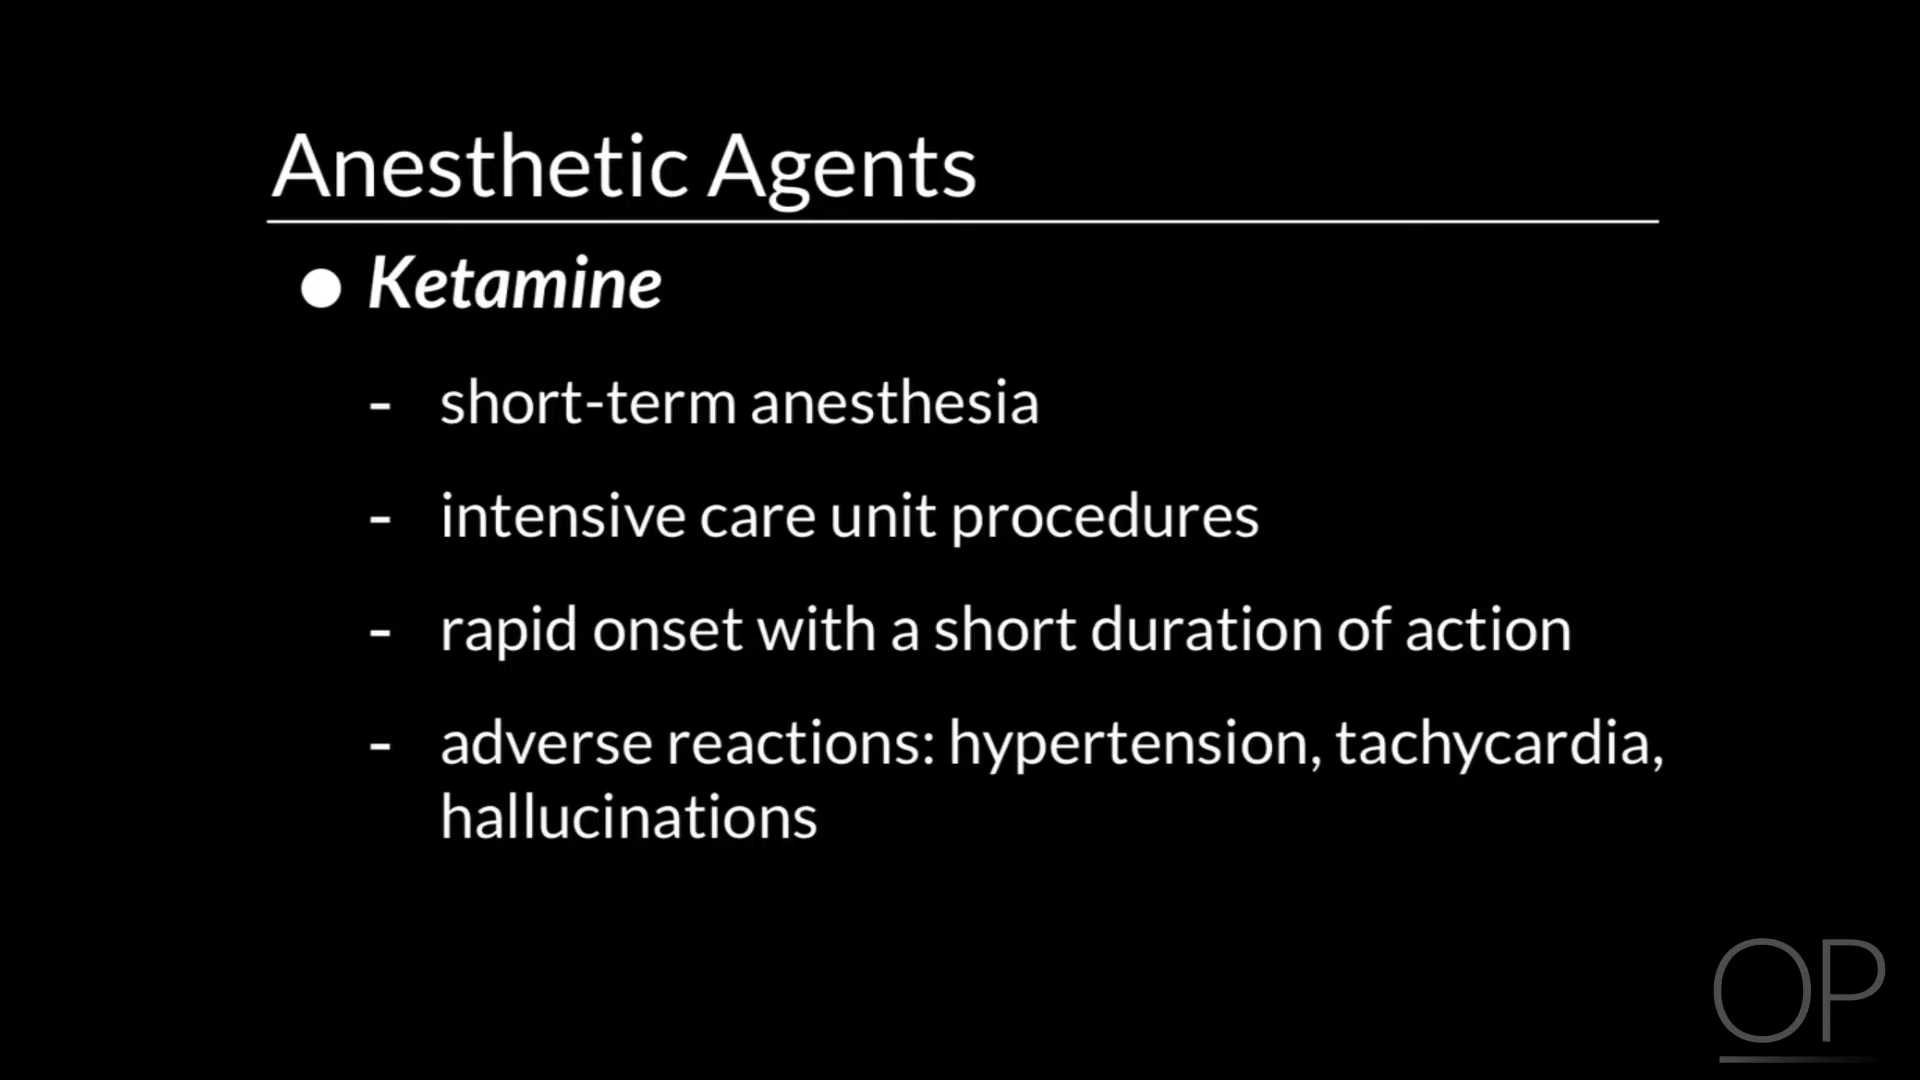 Anesthetic Agents
● Ketamine
- short-term anesthesia
- intensive care unit procedures
- rapid onset with a short duration of action
- adverse reactions: hypertension, tachycardia,
hallucinations
OP